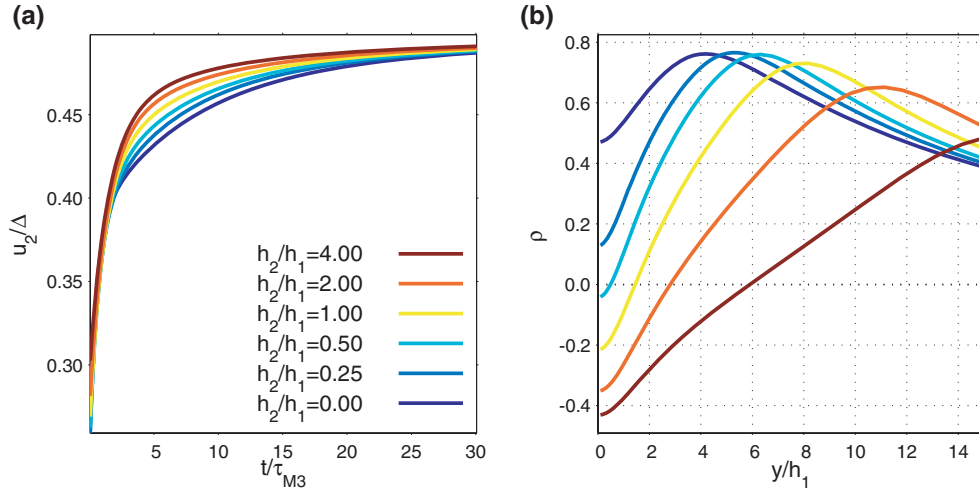 (a)
(b)
0.45
0.40
0.30
u2/Δ
h2/h1=4.00
h2/h1=2.00
h2/h1=1.00
h2/h1=0.50
h2/h1=0.25
h2/h1=0.00
5 10 15 20 25 30
t/τM3
0.8
0.6
0.4
0.2
0.0
-0.2
-0.4
ρ
0 2 4 6 8 10 12 14
y/h1